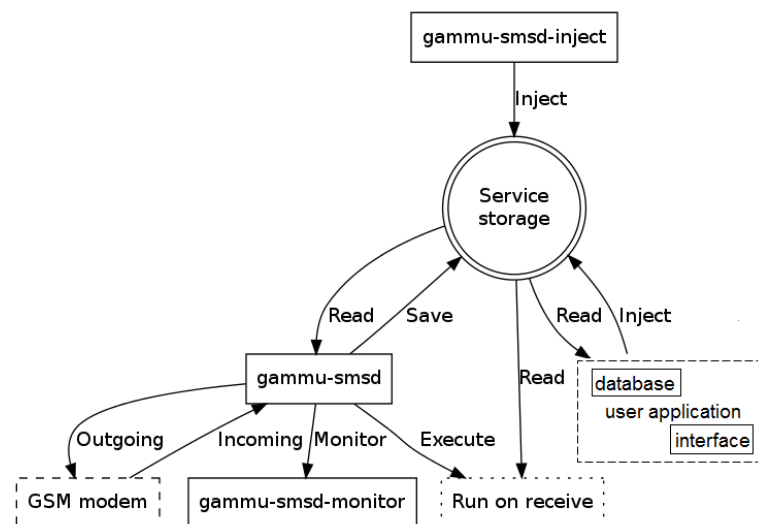 gammu-smsd-inject
Inject
Service
storage
Read
Save
Read
Inject
Read
gammu-smsd
database
user application
interface
Outgoing
Incoming
Monitor
Execute
GSM modem
gammu-smsd-monitor
Run on receive